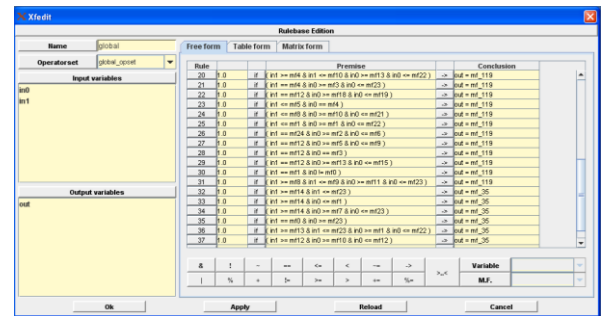 Xfedit
Rulebase Edition
Name global
Operatorset global_opset
Input variables
in0
in1
Output variables
out
Free form Table form Matrix form
Rule Premise Conclusion
20 1.0 if ( in1 >= mf4 & in1 <= mf10 & in0 >= mf13 & in0 <= mf22 ) -> out = mf_119
21 1.0 if ( in1 == mf4 & in0 >= mf3 & in0 <= mf23 ) -> out = mf_119
22 1.0 if ( in1 == mf12 & in0 >= mf18 & in0 <= mf19 ) -> out = mf_119
23 1.0 if ( in1 <= mf5 & in0 == mf4 ) -> out = mf_119
24 1.0 if ( in1 <= mf8 & in0 >= mf10 & in0 <= mf21 ) -> out = mf_119
25 1.0 if ( in1 == mf1 & in1 & in0 == mf22 ) -> out = mf_119
26 1.0 if ( in1 == mf24 & in0 >= mf2 & in0 <= mf6 ) -> out = mf_119
27 1.0 if ( in1 == mf12 & in0 >= mf5 & in0 <= mf9 ) -> out = mf_119
28 1.0 if ( in1 == mf12 & in0 == mf3 ) -> out = mf_119
29 1.0 if ( in1 == mf12 & in0 >= mf13 & in0 <= mf15 ) -> out = mf_119
30 1.0 if ( in1 == mf1 & in0 != mf0 ) -> out = mf_119
31 1.0 if ( in1 >= mf8 & in1 <= mf9 & in0 >= mf11 & in0 <= mf23 ) -> out = mf_119
32 1.0 if ( in1 >= mf14 & in1 <= mf23 ) -> out = mf_35
33 1.0 if ( in1 >= mf14 & in0 <= mf1 ) -> out = mf_35
34 1.0 if ( in1 >= mf14 & in0 >= mf7 & in0 <= mf23 ) -> out = mf_35
35 1.0 if ( in1 == mf0 & in0 == mf23 ) -> out = mf_35
36 1.0 if ( in1 >= mf13 & in1 <= mf23 & in0 >= mf1 & in0 <= mf22 ) -> out = mf_35
37 1.0 if ( in1 >= mf12 & in0 >= mf10 & in0 <= mf12 ) -> out = mf_35
& ! ~ == <= < ~= -> >..< Variable
| % + != >= > += %= M.F.
Ok Apply Reload Cancel